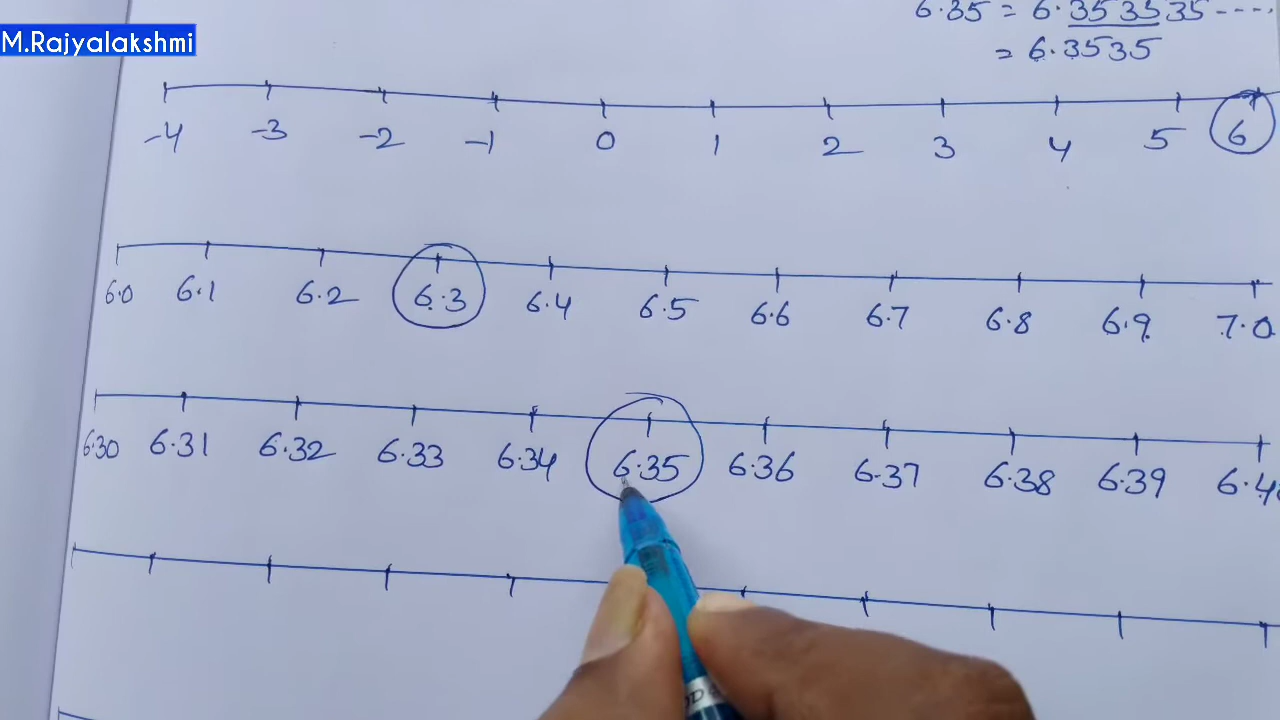 M.Rajyalakshmi
6.35 = 6.353535----
= 6.3535
-4 -3 -2 -1 0 1 2 3 4 5 6
6.0 6.1 6.2 6.3 6.4 6.5 6.6 6.7 6.8 6.9 7.0
6.30 6.31 6.32 6.33 6.34 6.35 6.36 6.37 6.38 6.39